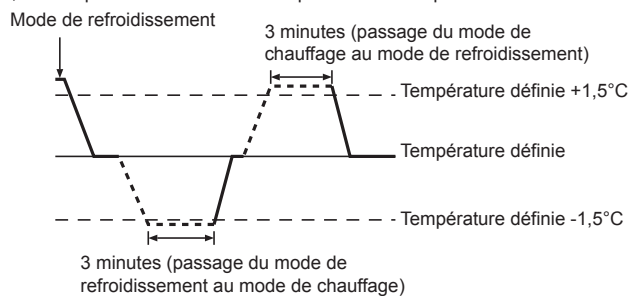 Mode de refroidissement
3 minutes (passage du mode de
chauffage au mode de refroidissement)
Température définie +1,5°C
Température définie
Température définie -1,5°C
3 minutes (passage du mode de
refroidissement au mode de chauffage)